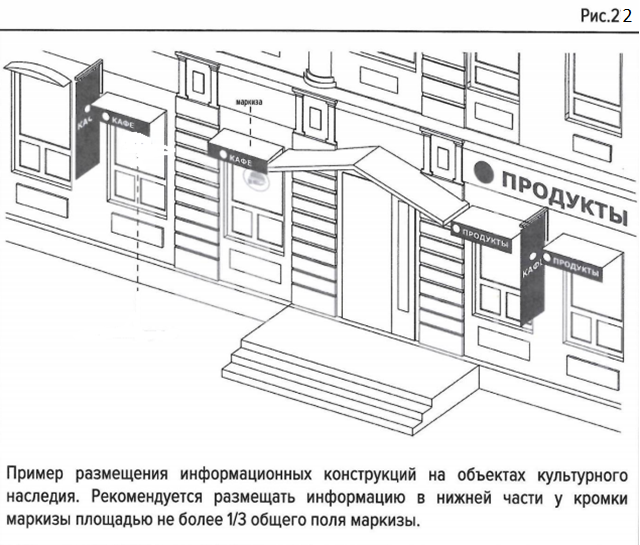 Рис.22
маркиза
КАФЕ
КАФЕ
ПРОДУКТЫ
ПРОДУКТЫ
КАФЕ
ПРОДУКТЫ
Пример размещения информационных конструкций на объектах культурного
наследия. Рекомендуется размещать информацию в нижней части у кромки
маркизы площадью не более 1/3 общего поля маркизы.